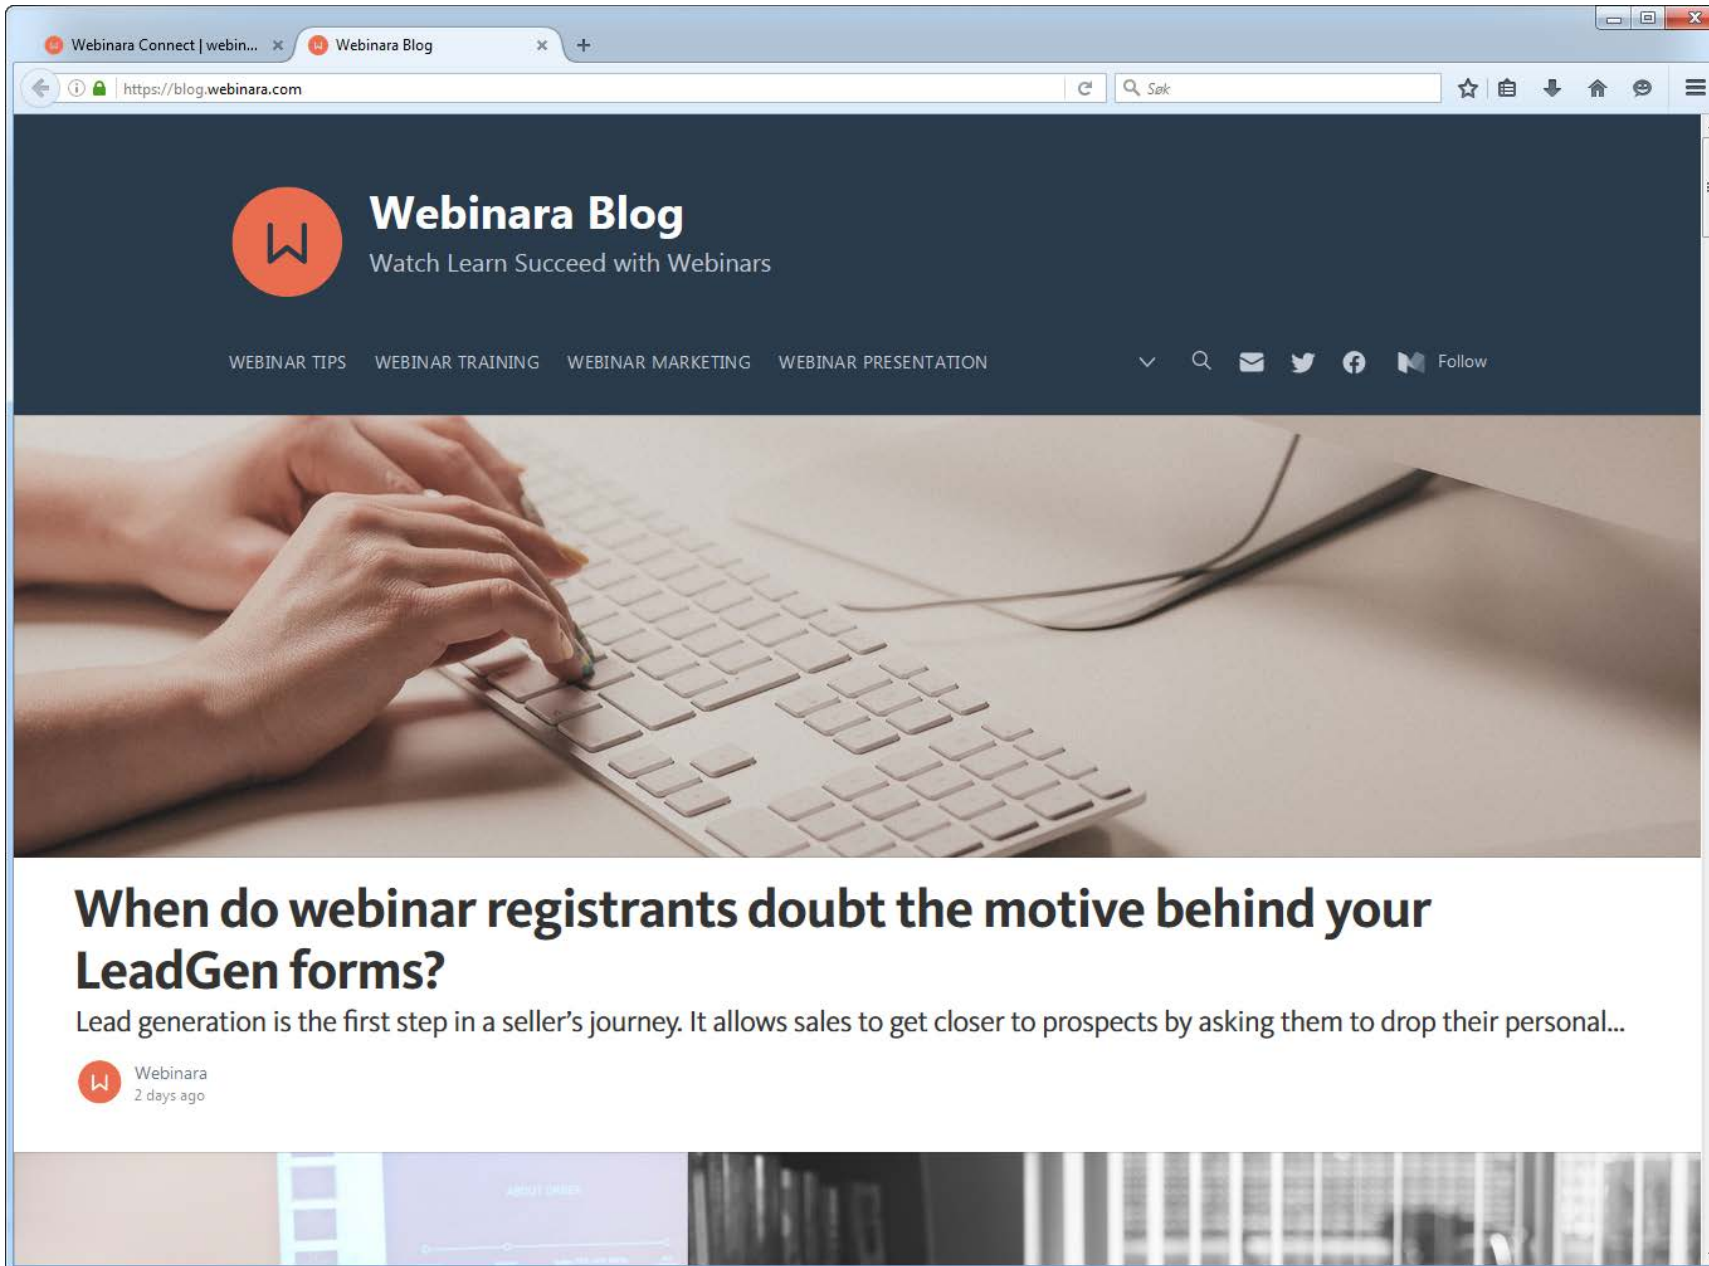 Webinara Connect | webin...
Webinara Blog
https://blog.webinara.com
Søk
Webinara Blog
Watch Learn Succeed with Webinars
WEBINAR TIPS WEBINAR TRAINING WEBINAR MARKETING WEBINAR PRESENTATION
Follow
When do webinar registrants doubt the motive behind your
LeadGen forms?
Lead generation is the first step in a seller’s journey. It allows sales to get closer to prospects by asking them to drop their personal...
Webinara
2 days ago
ABOUT ORDER